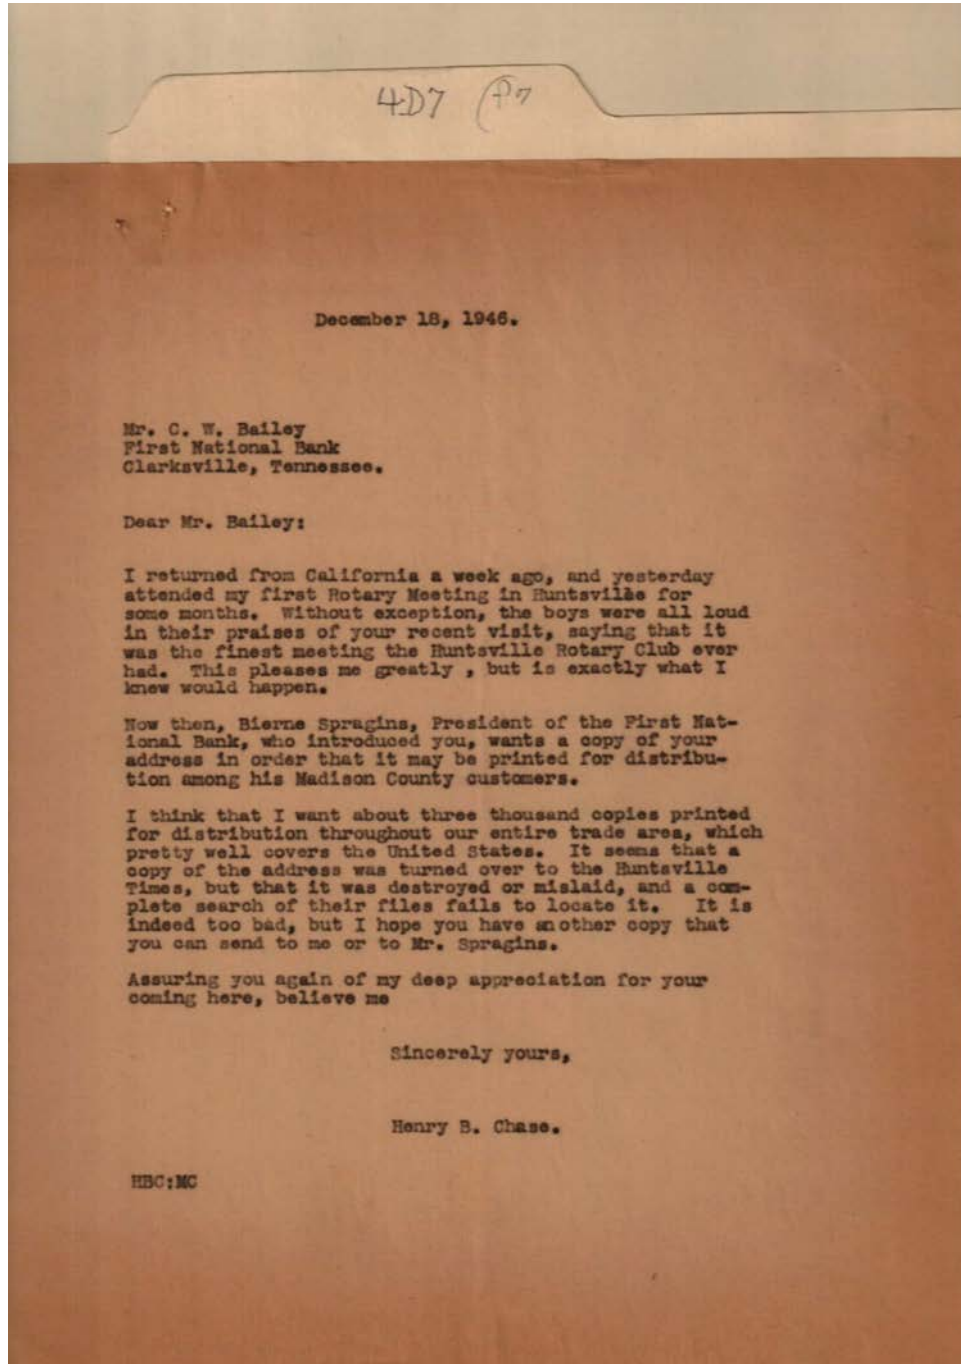 4D7
December 18, 1946.
Mr. C. W. Bailey
First National Bank
Clarksville, Tennessee.
Dear Mr. Bailey:
I returned from California a week ago, and yesterday
attended my first Rotary Meeting in Huntsville for
some months. Without exception, the boys were all loud
in their praises of your recent visit, saying that it
was the finest meeting the Huntsville Rotary Club ever
had. This pleases me greatly , but is exactly what I
knew would happen.
Now then, Bierne Spragins, President of the First Nat-
ional Bank, who introduced you, wants a copy of your
address in order that it may be printed for distribu-
tion among his Madison County customers.
I think that I want about three thousand copies printed
for distribution throughout our entire trade area, which
pretty well covers the United States. It seems that a
copy of the address was turned over to the Huntsville
Times, but that it was destroyed or mislaid, and a com-
plete search of their files fails to locate it. It is
indeed too bad, but I hope you have another copy that
you can send to me or to Mr. Spragins.
Assuring you again of my deep appreciation for your
coming here, believe me
Sincerely yours,
Henry B. Chase.
HBC:MC